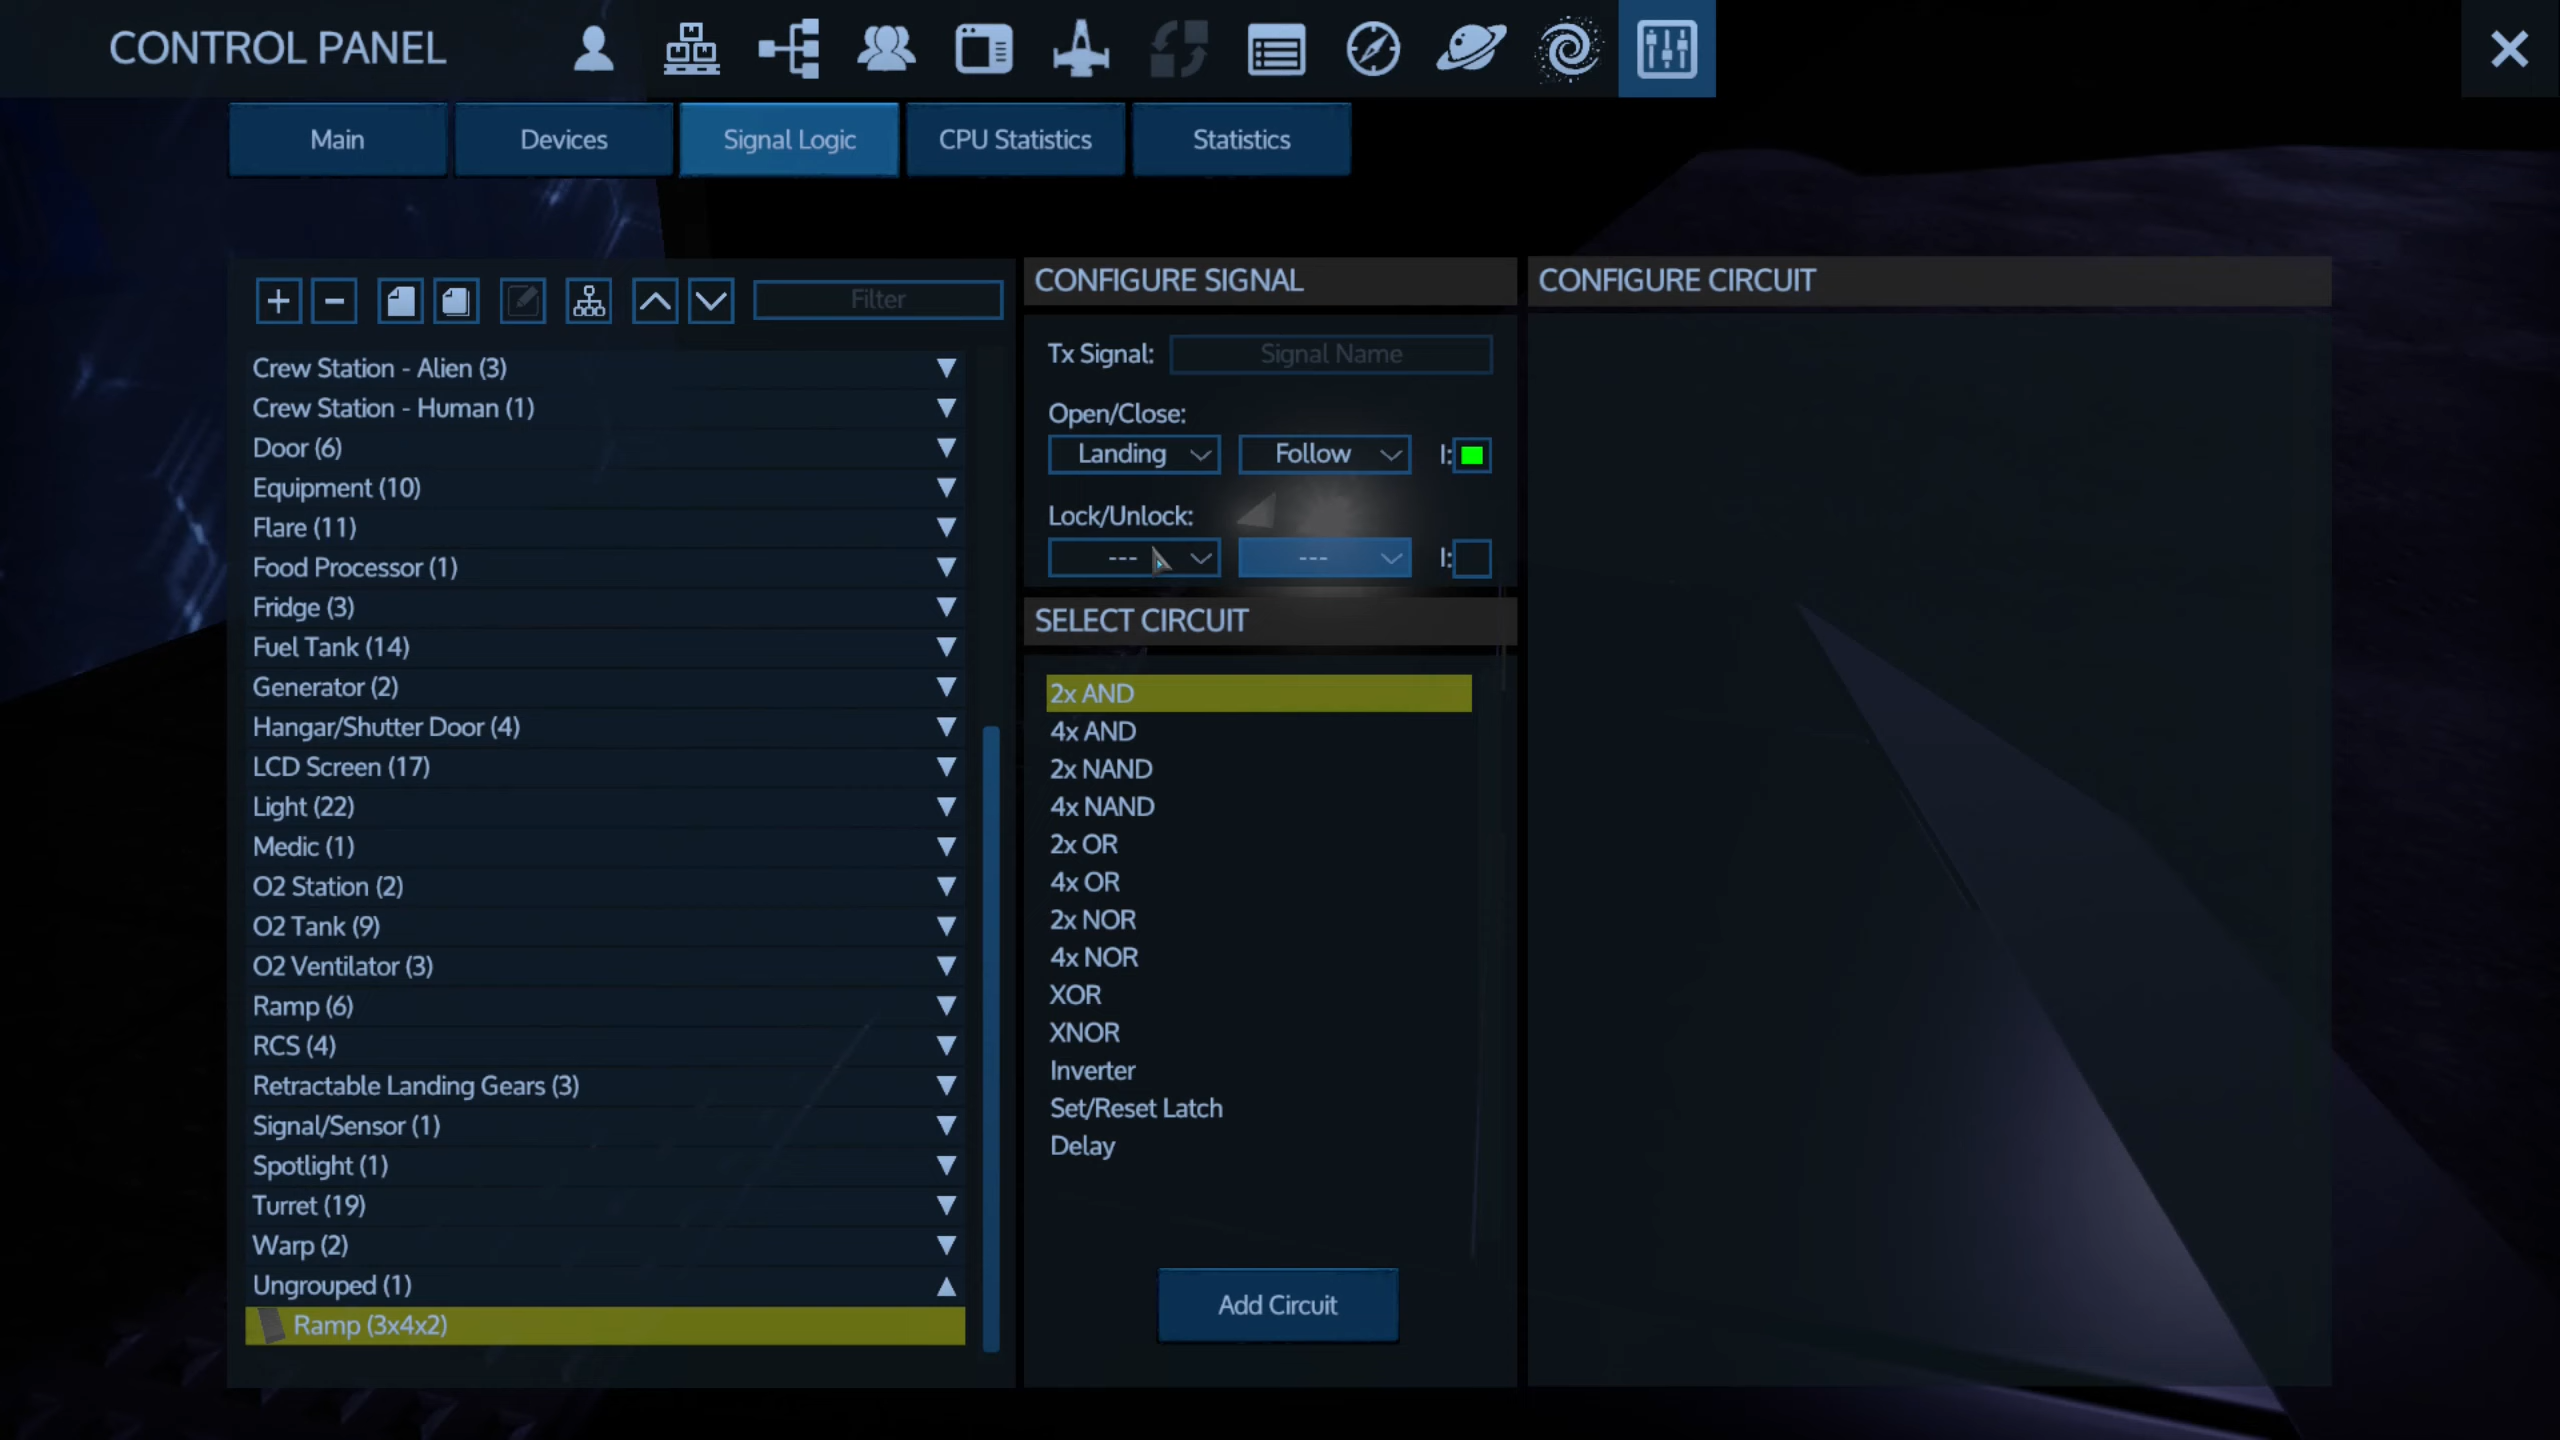 CONTROL PANEL
Main
Devices
Signal Logic
CPU Statistics
Statistics
Filter
Crew Station - Alien (3)
Crew Station - Human (1)
Door (6)
Equipment (10)
Flare (11)
Food Processor (1)
Fridge (3)
Fuel Tank (14)
Generator (2)
Hangar/Shutter Door (4)
LCD Screen (17)
Light (22)
Medic (1)
O2 Station (2)
O2 Tank (9)
O2 Ventilator (3)
Ramp (6)
RCS (4)
Retractable Landing Gears (3)
Signal/Sensor (1)
Spotlight (1)
Turret (19)
Warp (2)
Ungrouped (1)
Ramp (3x4x2)
CONFIGURE SIGNAL
Tx Signal: Signal Name
Open/Close:
Landing Follow I:
Lock/Unlock:
--- --- I:
SELECT CIRCUIT
2x AND
4x AND
2x NAND
4x NAND
2x OR
4x OR
2x NOR
4x NOR
XOR
XNOR
Inverter
Set/Reset Latch
Delay
Add Circuit
CONFIGURE CIRCUIT